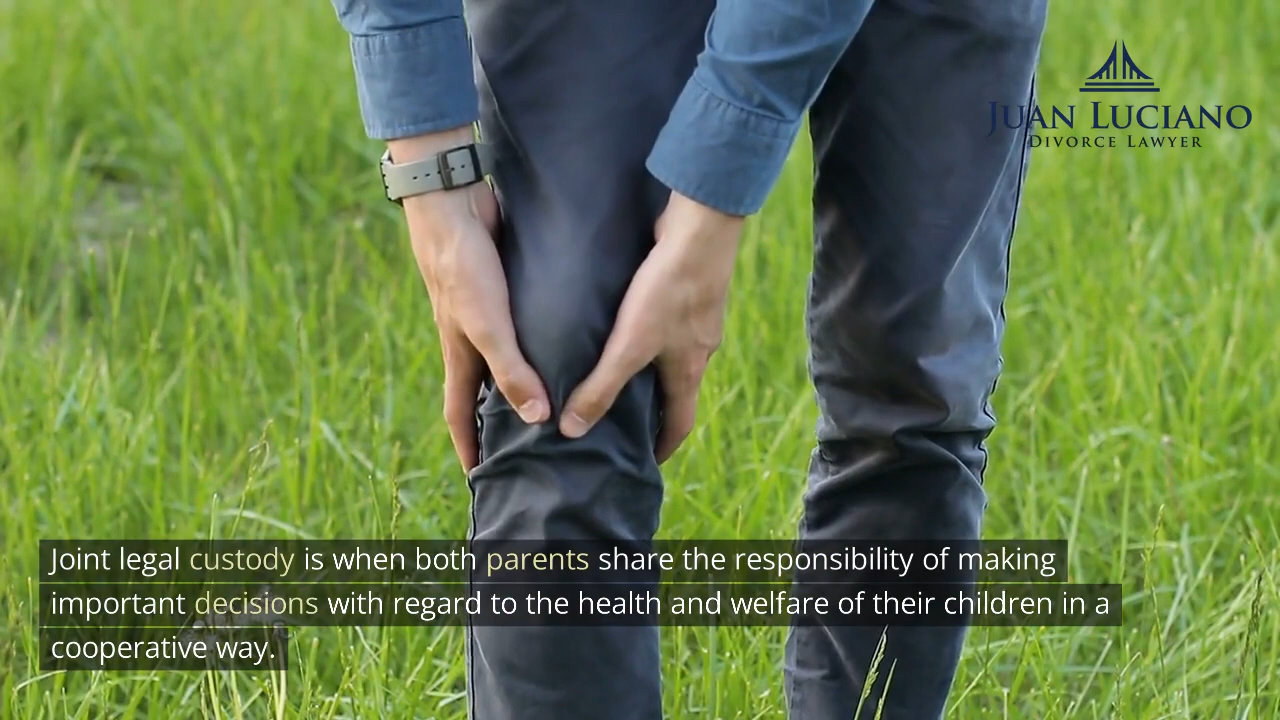 Juan Luciano
Divorce Lawyer
Joint legal custody is when both parents share the responsibility of making
important decisions with regard to the health and welfare of their children in a
cooperative way.